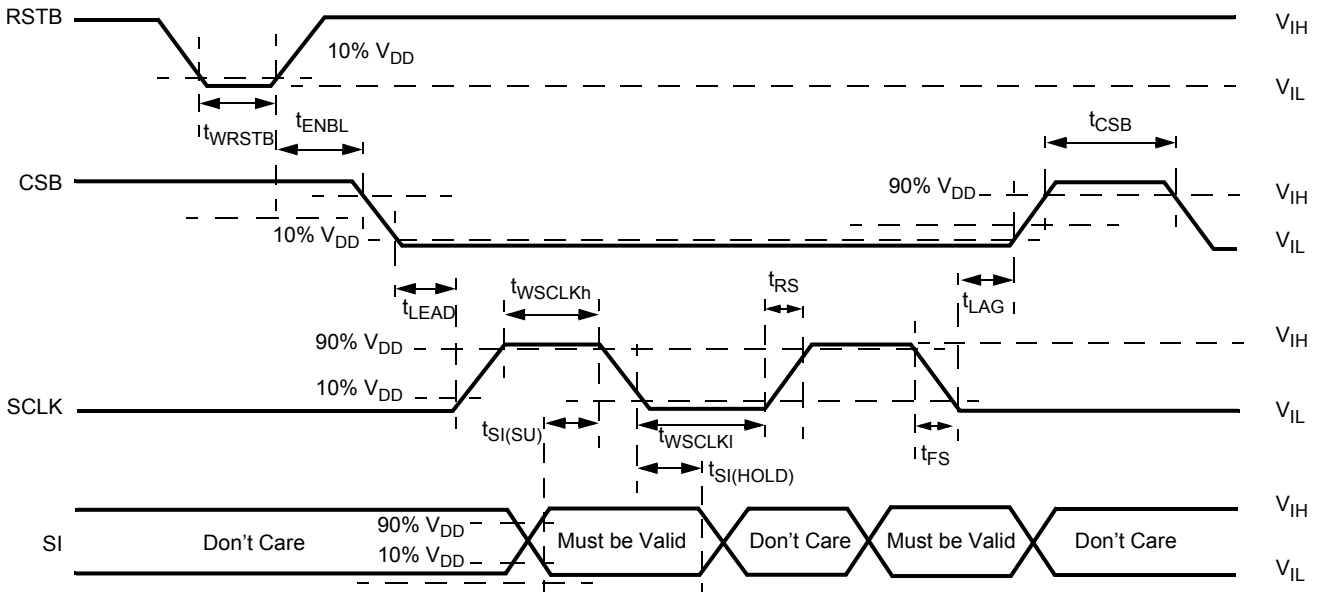 RSTB
V_IH
10% V_DD
V_IL
t_WRSTB
t_ENBL
t_CSB
CSB
90% V_DD
V_IH
10% V_DD
V_IL
t_LEAD
t_WSCLKh
t_RS
t_LAG
90% V_DD
V_IH
10% V_DD
SCLK
V_IL
t_SI(SU)
t_WSCLKl
t_FS
t_SI(HOLD)
V_IH
90% V_DD
SI
Don't Care
Must be Valid
Don't Care
Must be Valid
Don't Care
10% V_DD
V_IL